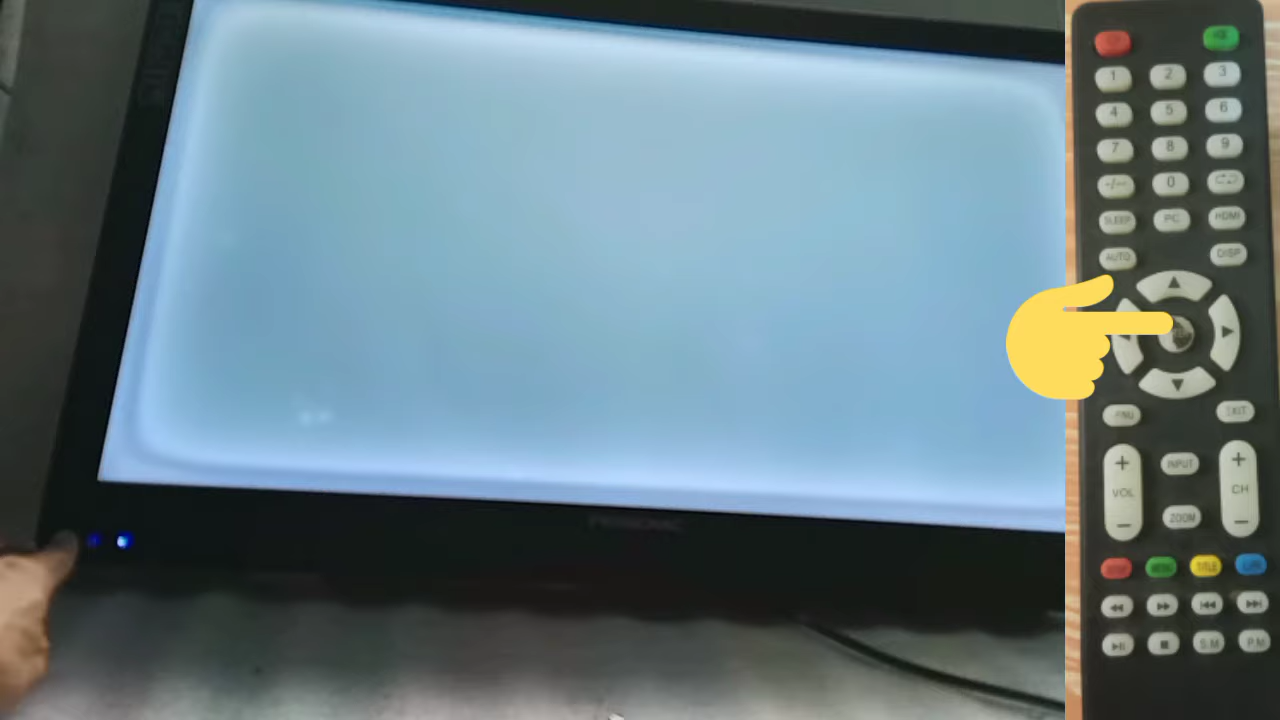 1 2 3
4 5 6
7 8 9
-/-- 0
SLEEP PC HDMI
AUTO DISP
EXIT
+ INPUT +
VOL CH
- ZOOM -
TITLE
S.M P.M